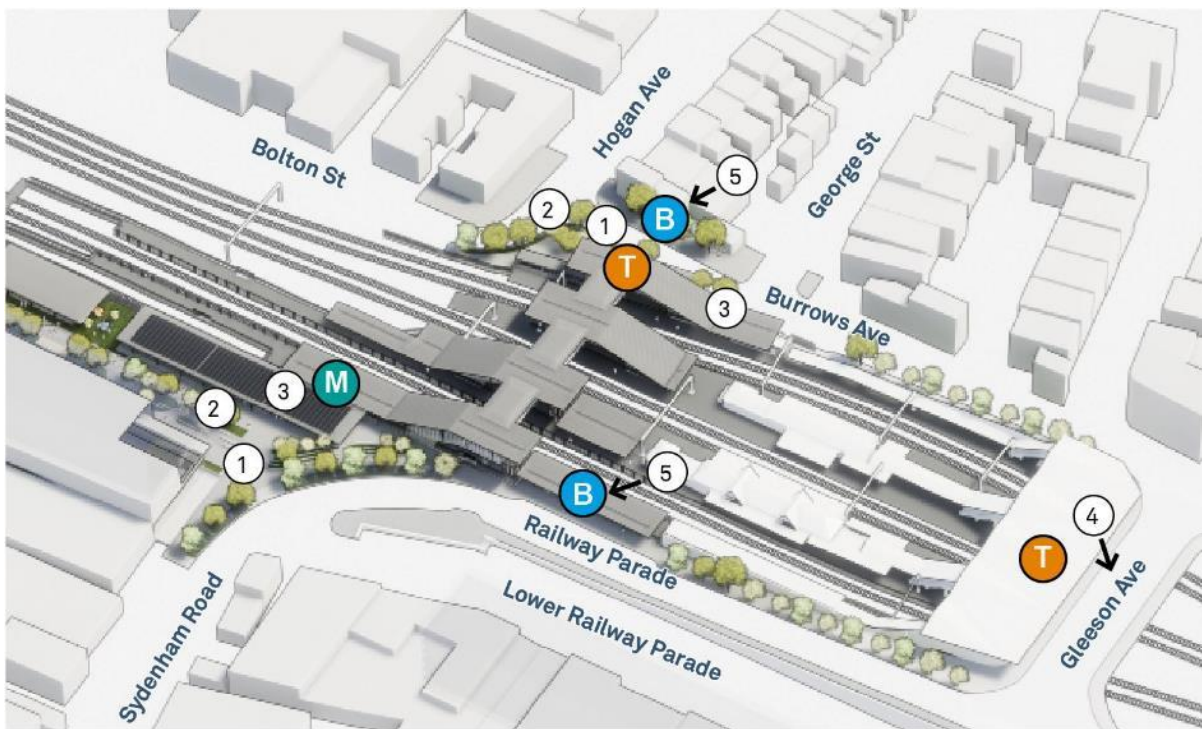 Bolton St
Hogan Ave
George St
5
B
2
1
T
3
Burrows Ave
M
3
2
1
B
5
4
T
Railway Parade
Lower Railway Parade
Sydenham Road
Gleeson Ave